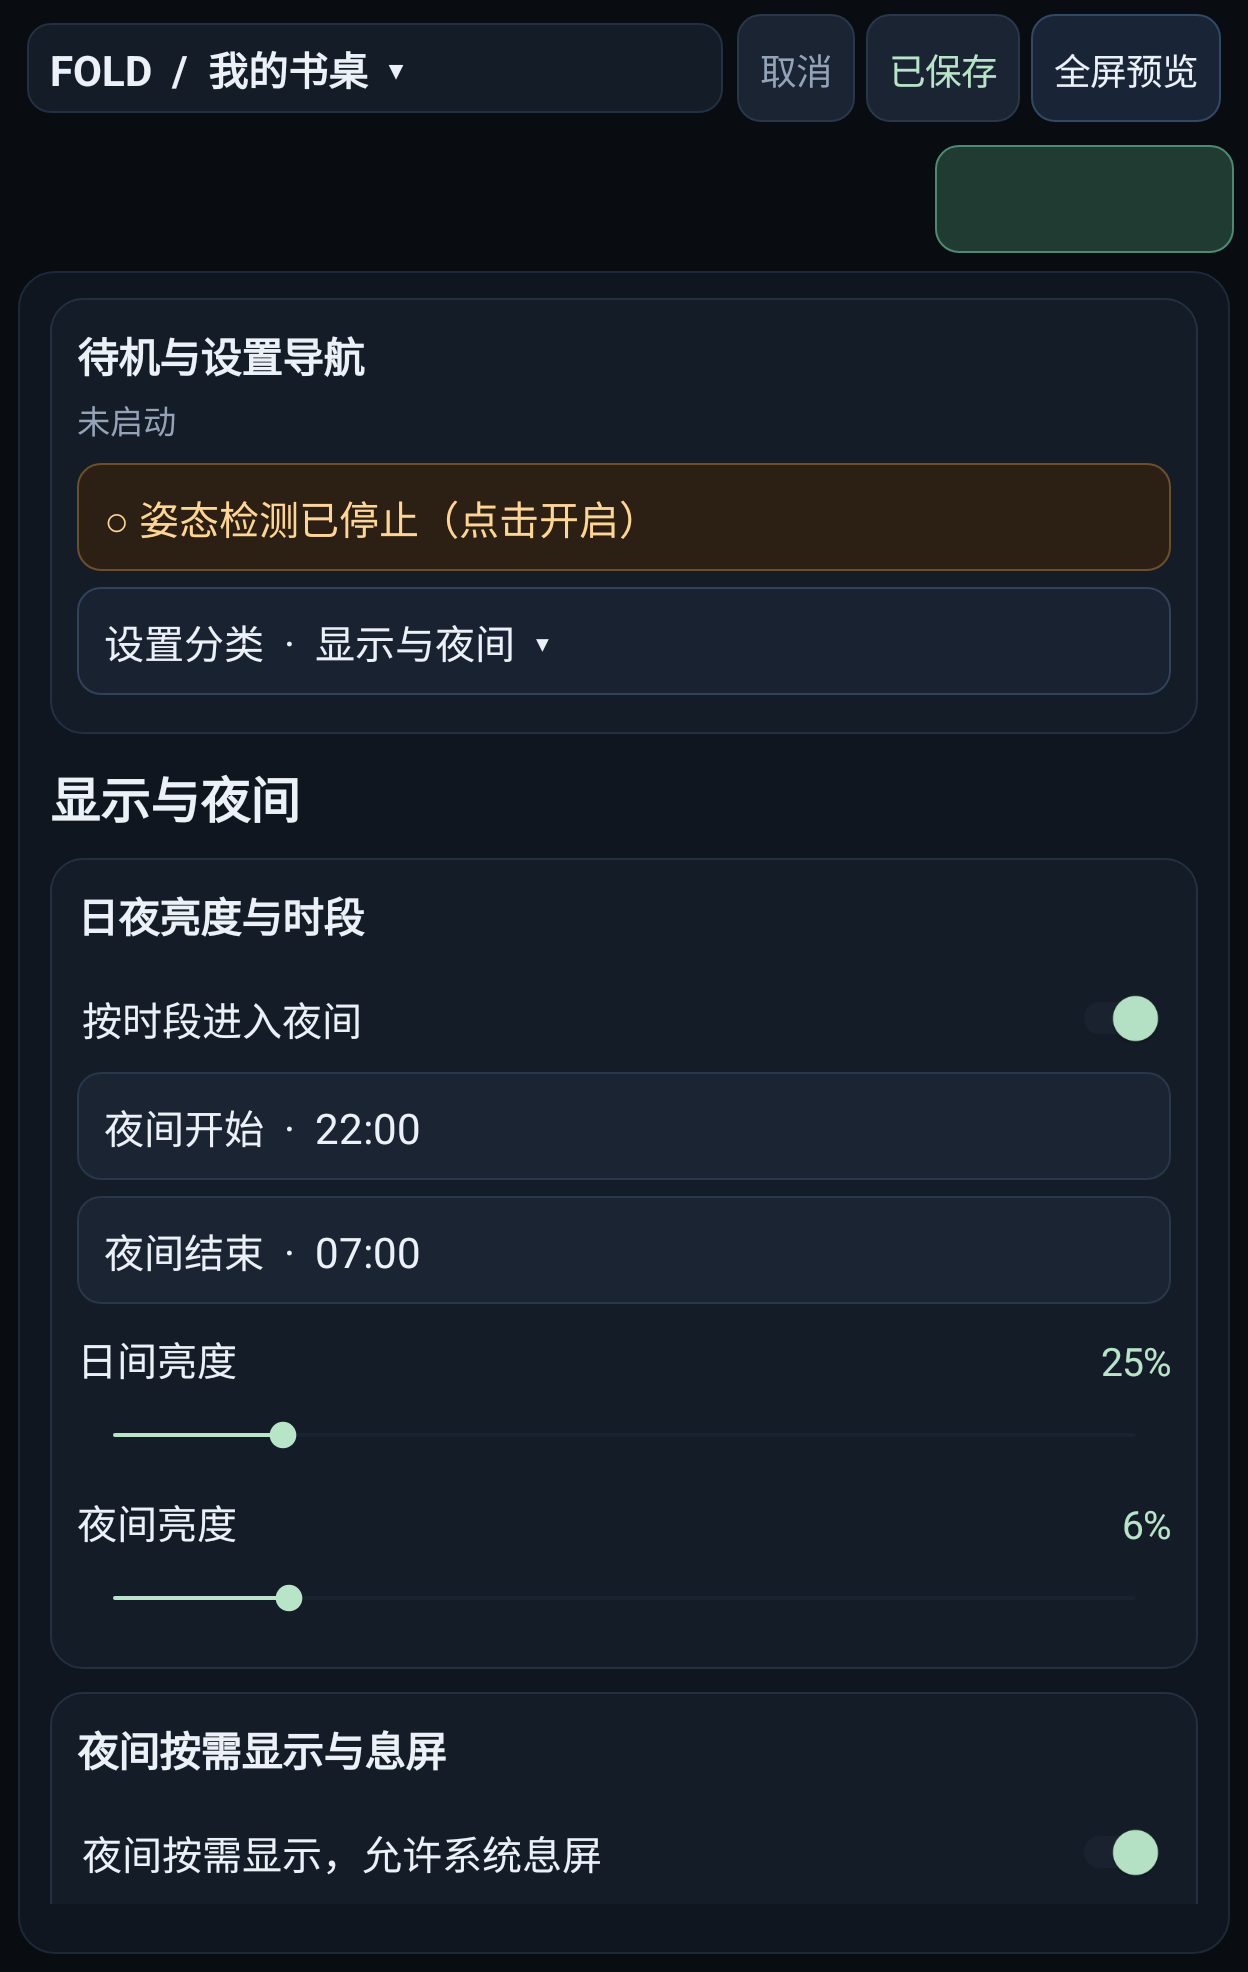 FOLD / 我的书桌 ▾
取消
已保存
全屏预览
待机与设置导航
未启动
○ 姿态检测已停止（点击开启）
设置分类 · 显示与夜间 ▾
显示与夜间
日夜亮度与时段
按时段进入夜间
夜间开始 · 22:00
夜间结束 · 07:00
日间亮度 25%
夜间亮度 6%
夜间按需显示与息屏
夜间按需显示，允许系统息屏